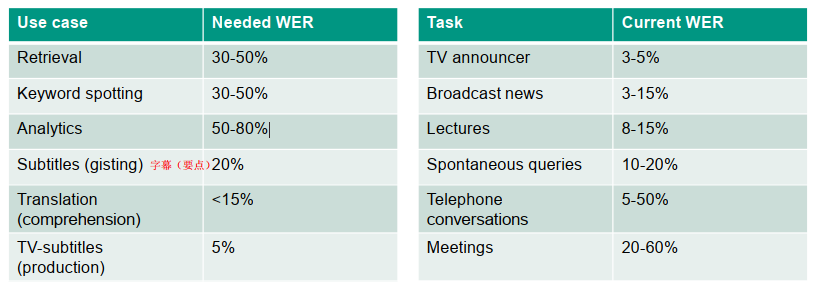 Use case Needed WER
Retrieval 30-50%
Keyword spotting 30-50%
Analytics 50-80%
Subtitles (gisting) 字幕（要点） 20%
Translation <15%
(comprehension)
TV-subtitles 5%
(production)
Task Current WER
TV announcer 3-5%
Broadcast news 3-15%
Lectures 8-15%
Spontaneous queries 10-20%
Telephone 5-50%
conversations
Meetings 20-60%